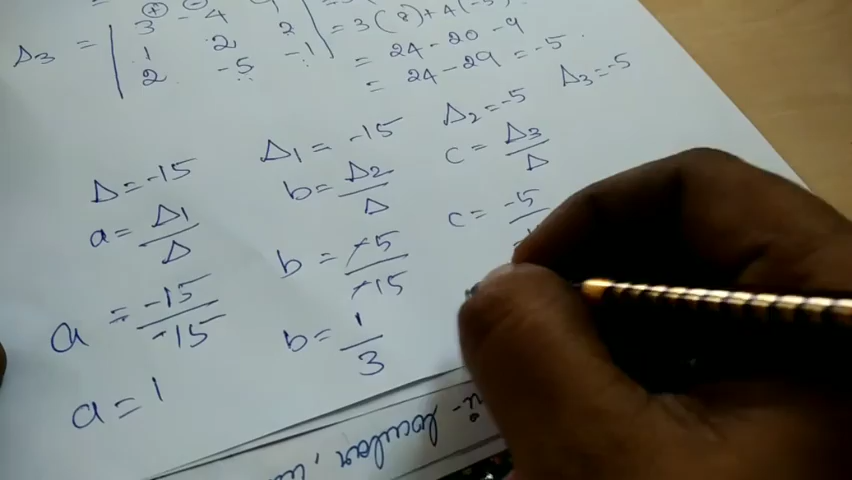 Δ3 = | 3 -4 = 3(8)+4(-5)
1 2 2 = 24-20-9
2 -5 -1 | = 24-29 = -5
Δ = -15 Δ1 = -15 Δ2 = -5 Δ3 = -5
a = Δ1/Δ b = Δ2/Δ c = Δ3/Δ
a = -15/-15 b = -5/-15 c = -5/
a = 1 b = 1/3